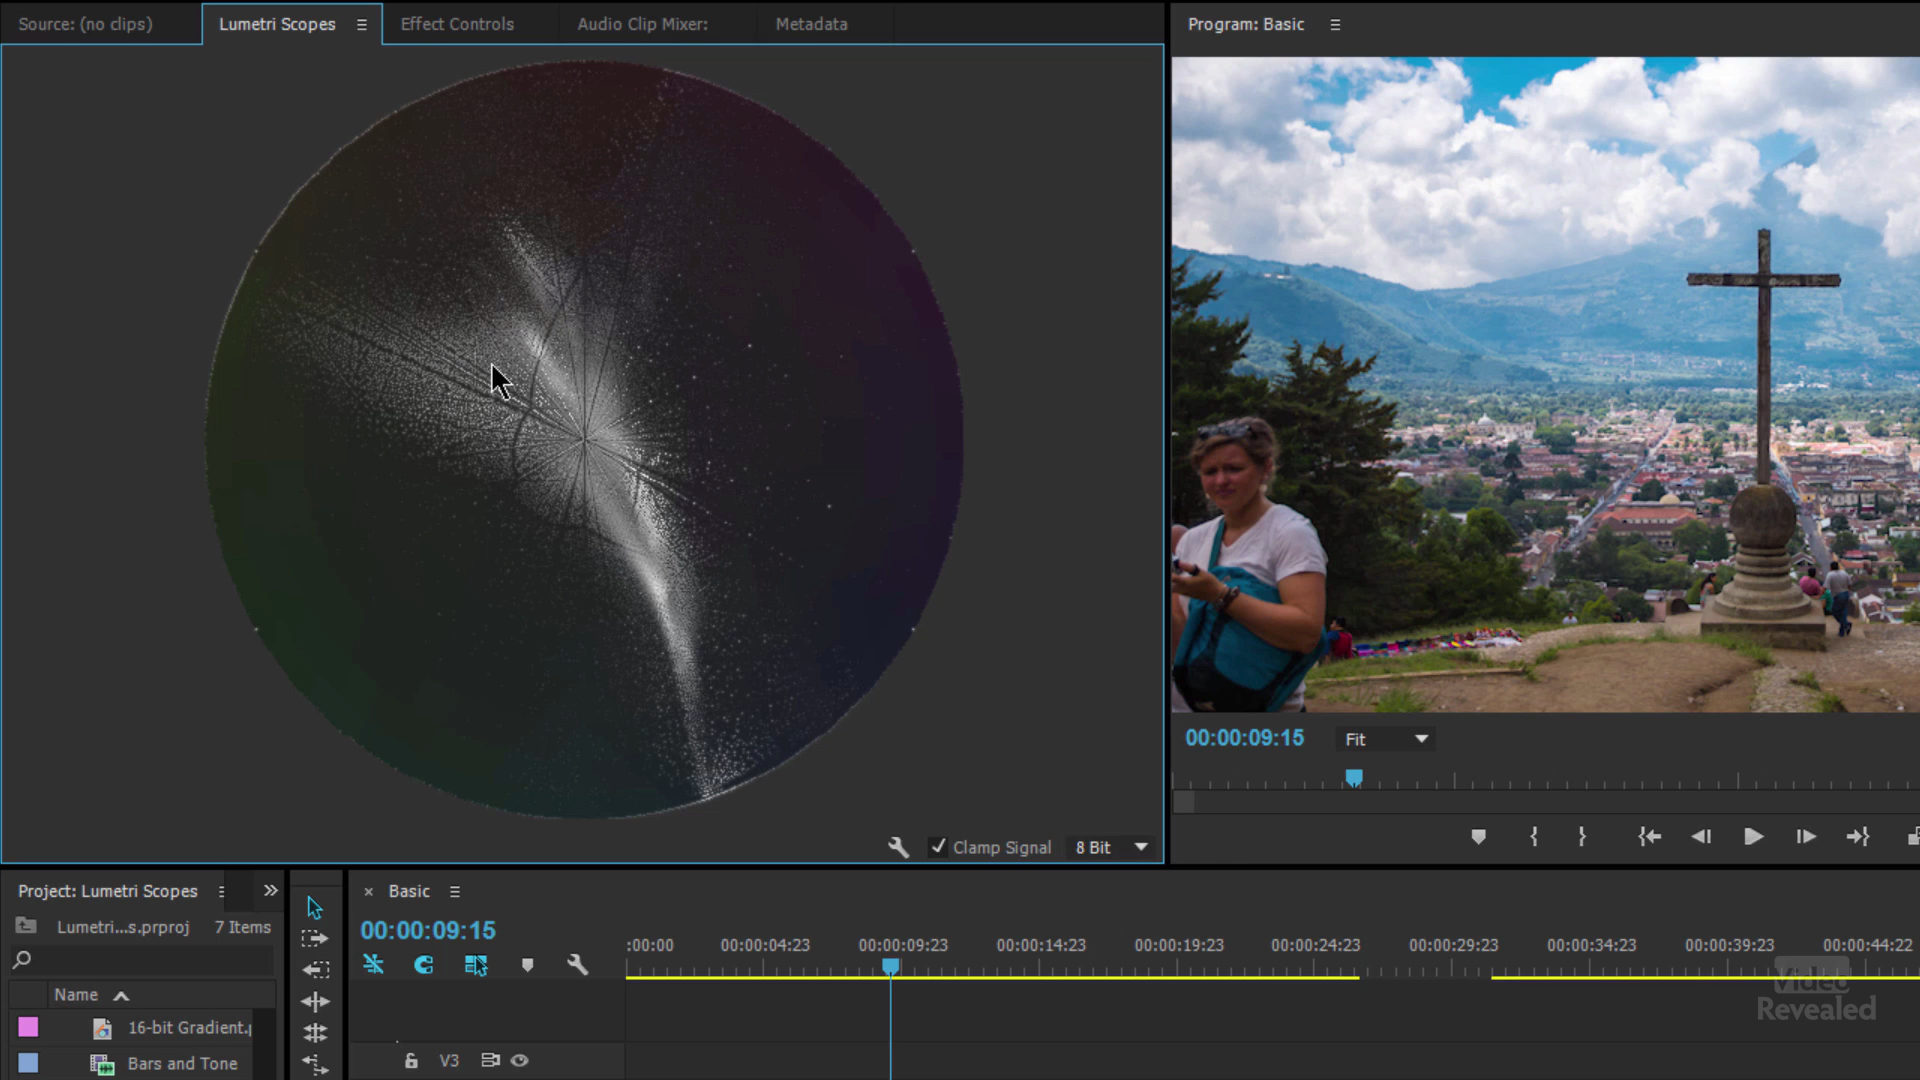 Source: (no clips)
Lumetri Scopes
Effect Controls
Audio Clip Mixer:
Metadata
Program: Basic
Clamp Signal
8 Bit
00:00:09:15
Fit
Project: Lumetri Scopes
Lumetri...s.prproj
7 Items
Name
16-bit Gradient.p
Bars and Tone
Basic
00:00:09:15
:00:00
00:00:04:23
00:00:09:23
00:00:14:23
00:00:19:23
00:00:24:23
00:00:29:23
00:00:34:23
00:00:39:23
00:00:44:22
V3
Video
Revealed